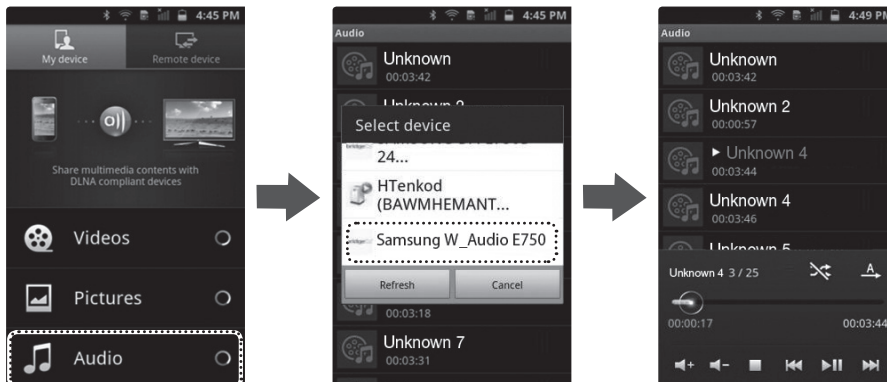 4:45 PM
My device
Remote device
Share multimedia contents with
DLNA compliant devices
Videos
Pictures
Audio
4:45 PM
Audio
Unknown
00:03:42
Unknown 2
Select device
24...
HTenkod
(BAWMHEMANT...
Samsung W_Audio E750
Refresh
Cancel
00:03:18
Unknown 7
00:03:31
4:49 PM
Audio
Unknown
00:03:42
Unknown 2
00:00:57
Unknown 4
00:03:44
Unknown 4
00:03:46
Unknown 5
Unknown 4 3 / 25
A
00:00:17
00:03:44